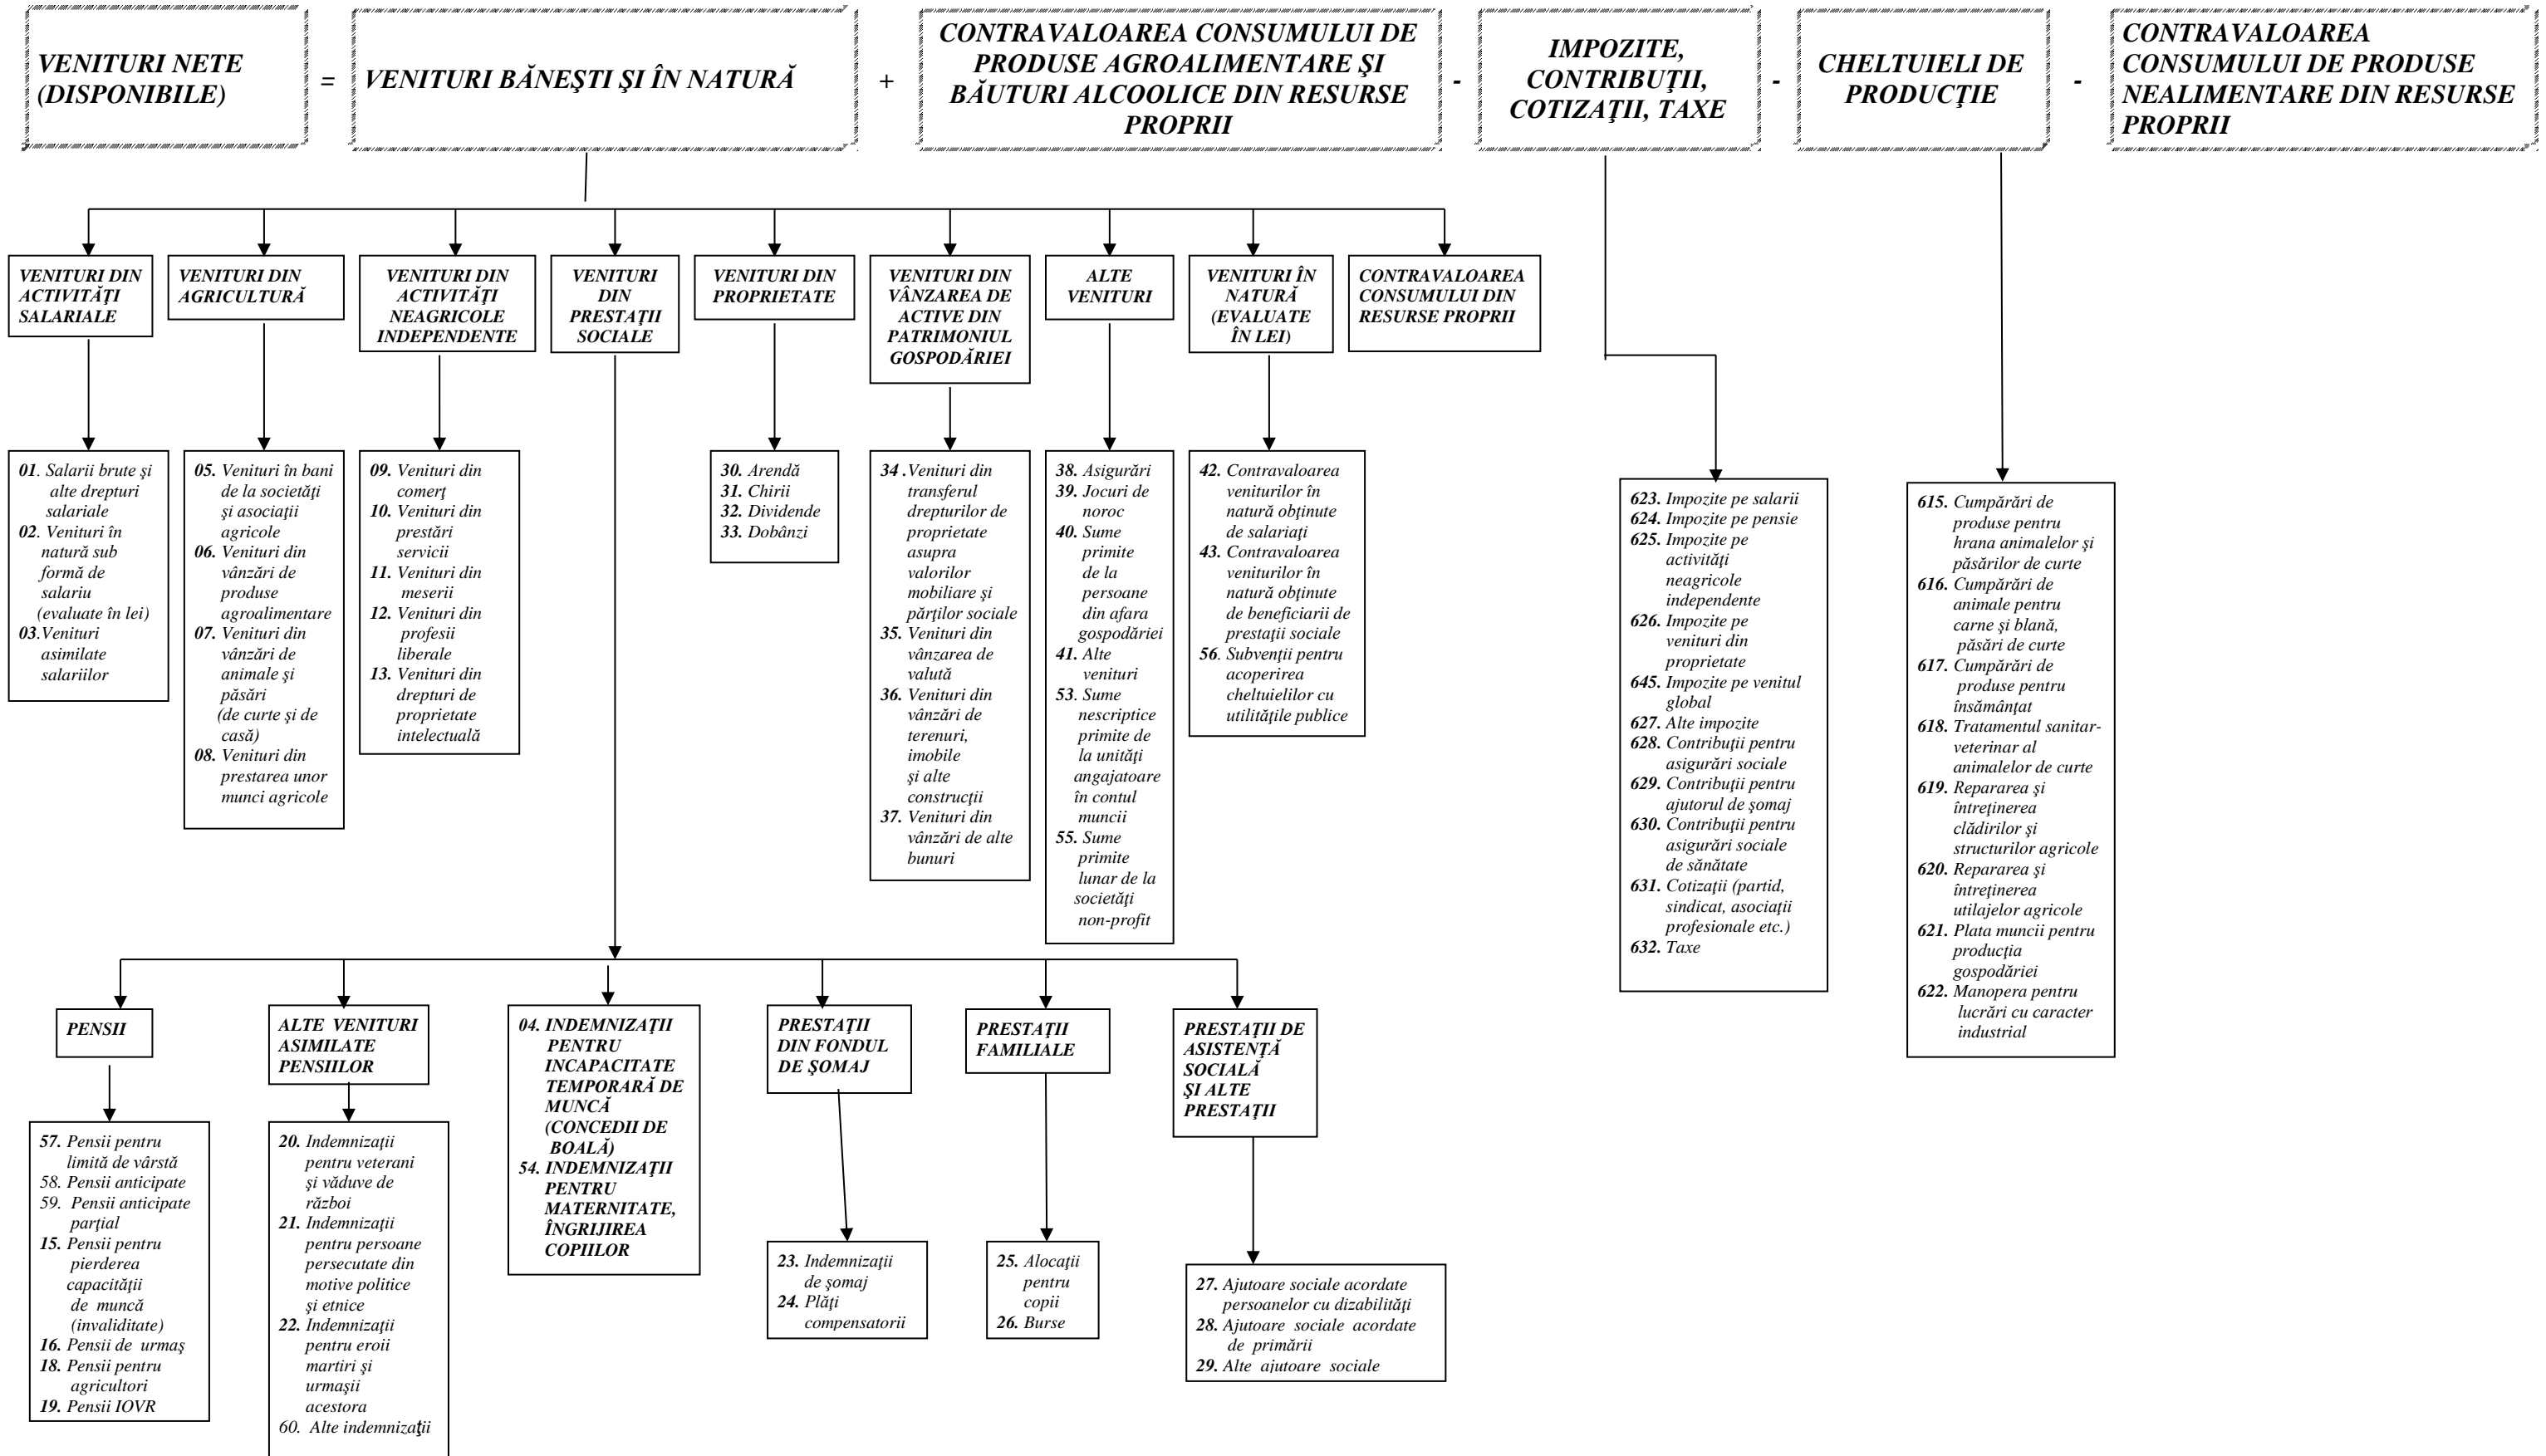 VENITURI NETE
(DISPONIBILE)
=
VENITURI BĂNEŞTI ŞI ÎN NATURĂ
+
CONTRAVALOAREA CONSUMULUI DE
PRODUSE AGROALIMENTARE ŞI
BĂUTURI ALCOOLICE DIN RESURSE
PROPRII
-
IMPOZITE,
CONTRIBUŢII,
COTIZAŢII, TAXE
-
CHELTUIELI DE
PRODUCŢIE
-
CONTRAVALOAREA
CONSUMULUI DE PRODUSE
NEALIMENTARE DIN RESURSE
PROPRII
VENITURI DIN
ACTIVITĂŢI
SALARIALE
VENITURI DIN
AGRICULTURĂ
VENITURI DIN
ACTIVITĂŢI
NEAGRICOLE
INDEPENDENTE
VENITURI
DIN
PRESTAŢII
SOCIALE
VENITURI DIN
PROPRIETATE
VENITURI DIN
VÂNZAREA DE
ACTIVE DIN
PATRIMONIUL
GOSPODĂRIEI
ALTE
VENITURI
VENITURI ÎN
NATURĂ
(EVALUATE
ÎN LEI)
CONTRAVALOAREA
CONSUMULUI DIN
RESURSE PROPRII
01. Salarii brute şi
alte drepturi
salariale
02. Venituri în
natură sub
formă de
salariu
(evaluate în lei)
03.Venituri
asimilate
salariilor
05. Venituri în bani
de la societăţi
şi asociaţii
agricole
06. Venituri din
vânzări de
produse
agroalimentare
07. Venituri din
vânzări de
animale şi
păsări
(de curte şi de
casă)
08. Venituri din
prestarea unor
munci agricole
09. Venituri din
comerţ
10. Venituri din
prestări
servicii
11. Venituri din
meserii
12. Venituri din
profesii
liberale
13. Venituri din
drepturi de
proprietate
intelectuală
30. Arendă
31. Chirii
32. Dividende
33. Dobânzi
34 .Venituri din
transferul
drepturilor de
proprietate
asupra
valorilor
mobiliare şi
părţilor sociale
35. Venituri din
vânzarea de
valută
36. Venituri din
vânzări de
terenuri,
imobile
şi alte
construcţii
37. Venituri din
vânzări de alte
bunuri
38. Asigurări
39. Jocuri de
noroc
40. Sume
primite
de la
persoane
din afara
gospodăriei
41. Alte
venituri
53. Sume
nescriptice
primite de
la unităţi
angajatoare
în contul
muncii
55. Sume
primite
lunar de la
societăţi
non-profit
42. Contravaloarea
veniturilor în
natură obţinute
de salariaţi
43. Contravaloarea
veniturilor în
natură obţinute
de beneficiarii de
prestaţii sociale
56. Subvenţii pentru
acoperirea
cheltuielilor cu
utilităţile publice
623. Impozite pe salarii
624. Impozite pe pensie
625. Impozite pe
activităţi
neagricole
independente
626. Impozite pe
venituri din
proprietate
645. Impozite pe venitul
global
627. Alte impozite
628. Contribuţii pentru
asigurări sociale
629. Contribuţii pentru
ajutorul de şomaj
630. Contribuţii pentru
asigurări sociale
de sănătate
631. Cotizaţii (partid,
sindicat, asociaţii
profesionale etc.)
632. Taxe
615. Cumpărări de
produse pentru
hrana animalelor şi
păsărilor de curte
616. Cumpărări de
animale pentru
carne şi blană,
păsări de curte
617. Cumpărări de
produse pentru
însămânţat
618. Tratamentul sanitar-
veterinar al
animalelor de curte
619. Repararea şi
întreţinerea
clădirilor şi
structurilor agricole
620. Repararea şi
întreţinerea
utilajelor agricole
621. Plata muncii pentru
producţia
gospodăriei
622. Manopera pentru
lucrări cu caracter
industrial
PENSII
ALTE VENITURI
ASIMILATE
PENSIILOR
04. INDEMNIZAŢII
PENTRU
INCAPACITATE
TEMPORARĂ DE
MUNCĂ
(CONCEDII DE
BOALĂ)
54. INDEMNIZAŢII
PENTRU
MATERNITATE,
ÎNGRIJIREA
COPIILOR
PRESTAŢII
DIN FONDUL
DE ŞOMAJ
PRESTAŢII
FAMILIALE
PRESTAŢII DE
ASISTENŢĂ
SOCIALĂ
ŞI ALTE
PRESTAŢII
57. Pensii pentru
limită de vârstă
58. Pensii anticipate
59. Pensii anticipate
parţial
15. Pensii pentru
pierderea
capacităţii
de muncă
(invaliditate)
16. Pensii de urmaş
18. Pensii pentru
agricultori
19. Pensii IOVR
20. Indemnizaţii
pentru veterani
şi văduve de
război
21. Indemnizaţii
pentru persoane
persecutate din
motive politice
şi etnice
22. Indemnizaţii
pentru eroii
martiri şi
urmaşii
acestora
60. Alte indemnizaţii
23. Indemnizaţii
de şomaj
24. Plăţi
compensatorii
25. Alocaţii
pentru
copii
26. Burse
27. Ajutoare sociale acordate
persoanelor cu dizabilităţi
28. Ajutoare sociale acordate
de primării
29. Alte ajutoare sociale